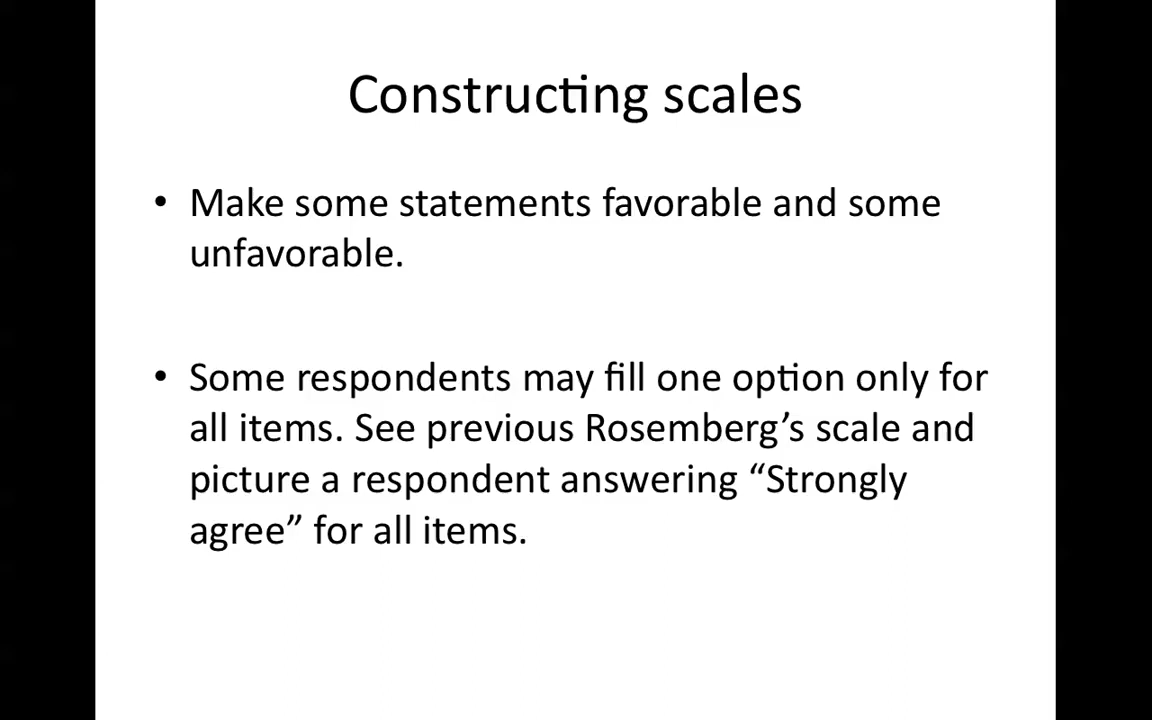 Constructing scales
• Make some statements favorable and some
unfavorable.
• Some respondents may fill one option only for
all items. See previous Rosemberg’s scale and
picture a respondent answering “Strongly
agree” for all items.